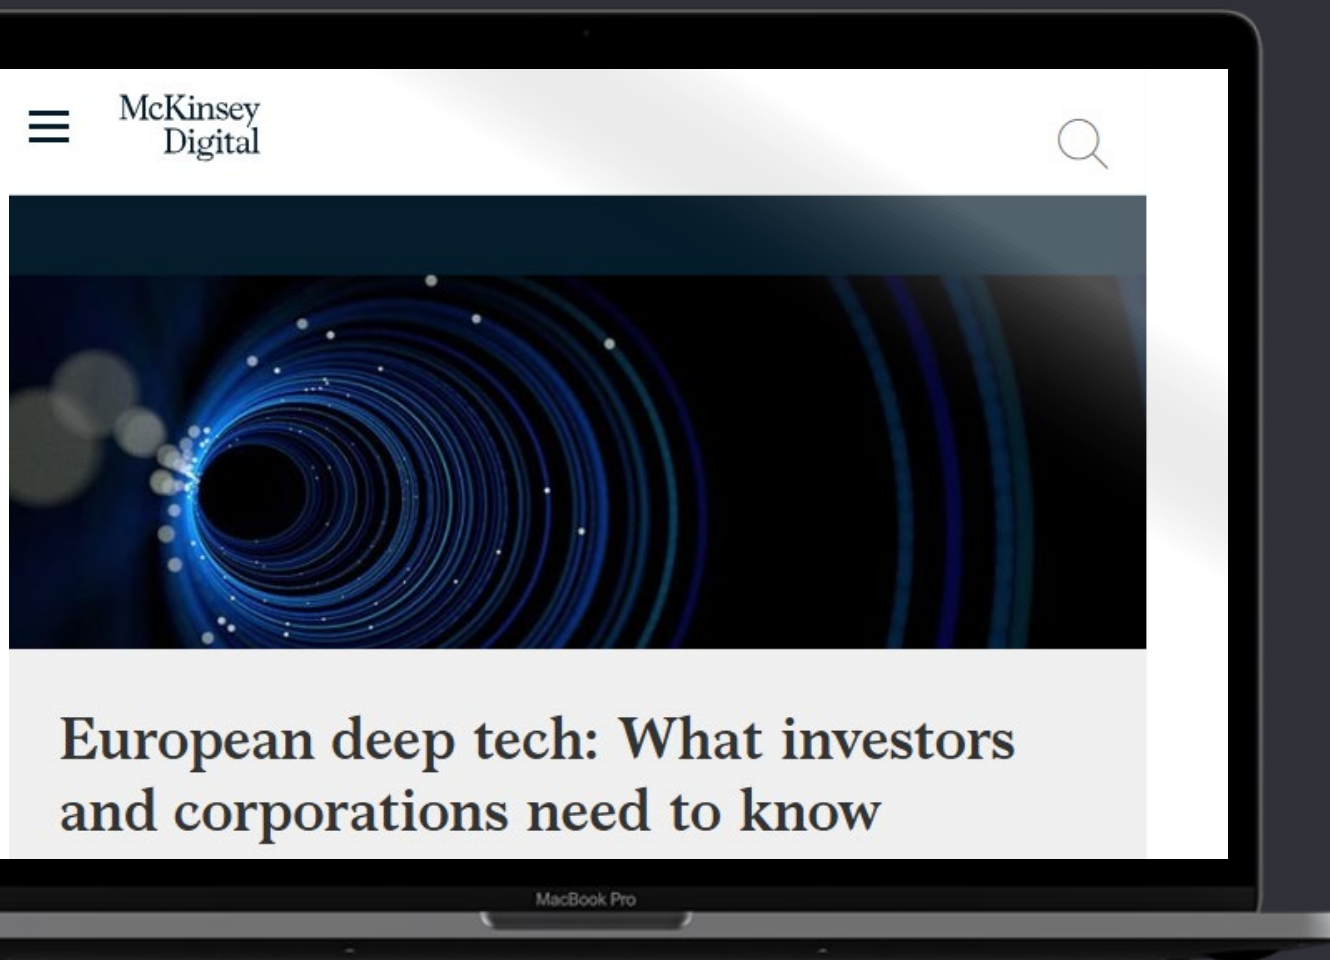 McKinsey
Digital
European deep tech: What investors
and corporations need to know
MacBook Pro